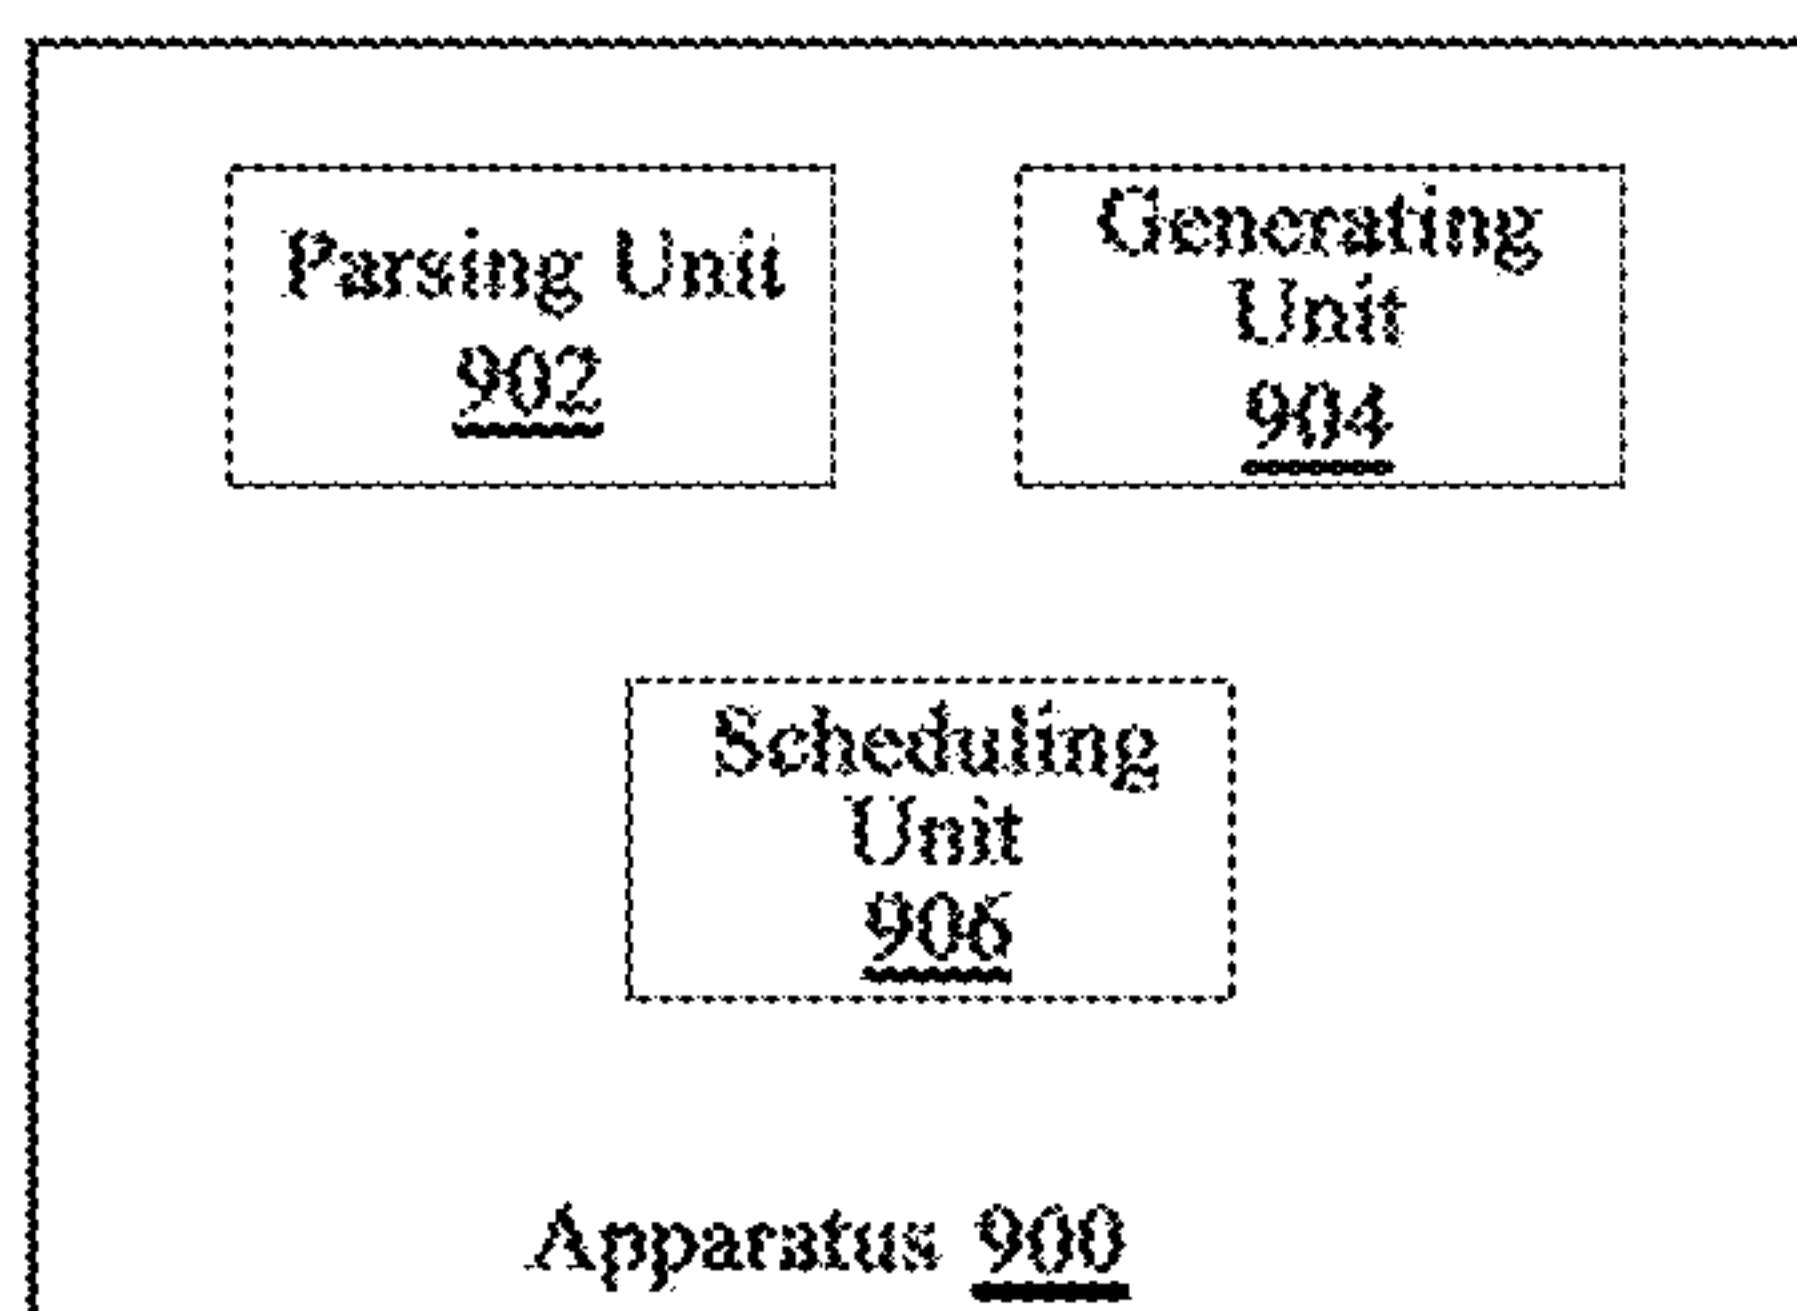 Parsing Unit
902
Generating
Unit
904
Scheduling
Unit
906
Apparatus 900